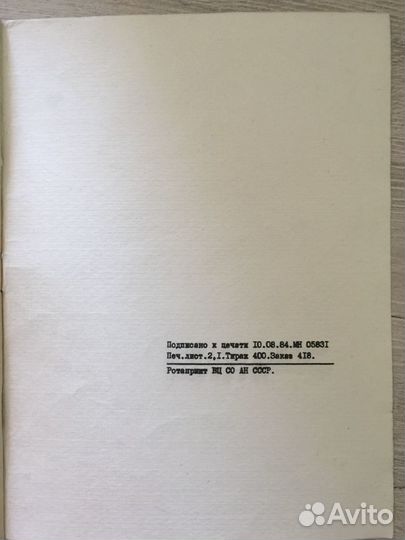 Подписано к печати 10.08.84.МН 05831
Печ.лист.2,1.Тираж 400.Заказ 418.
Ротапринт ВЦ СО АН СССР.
Avito